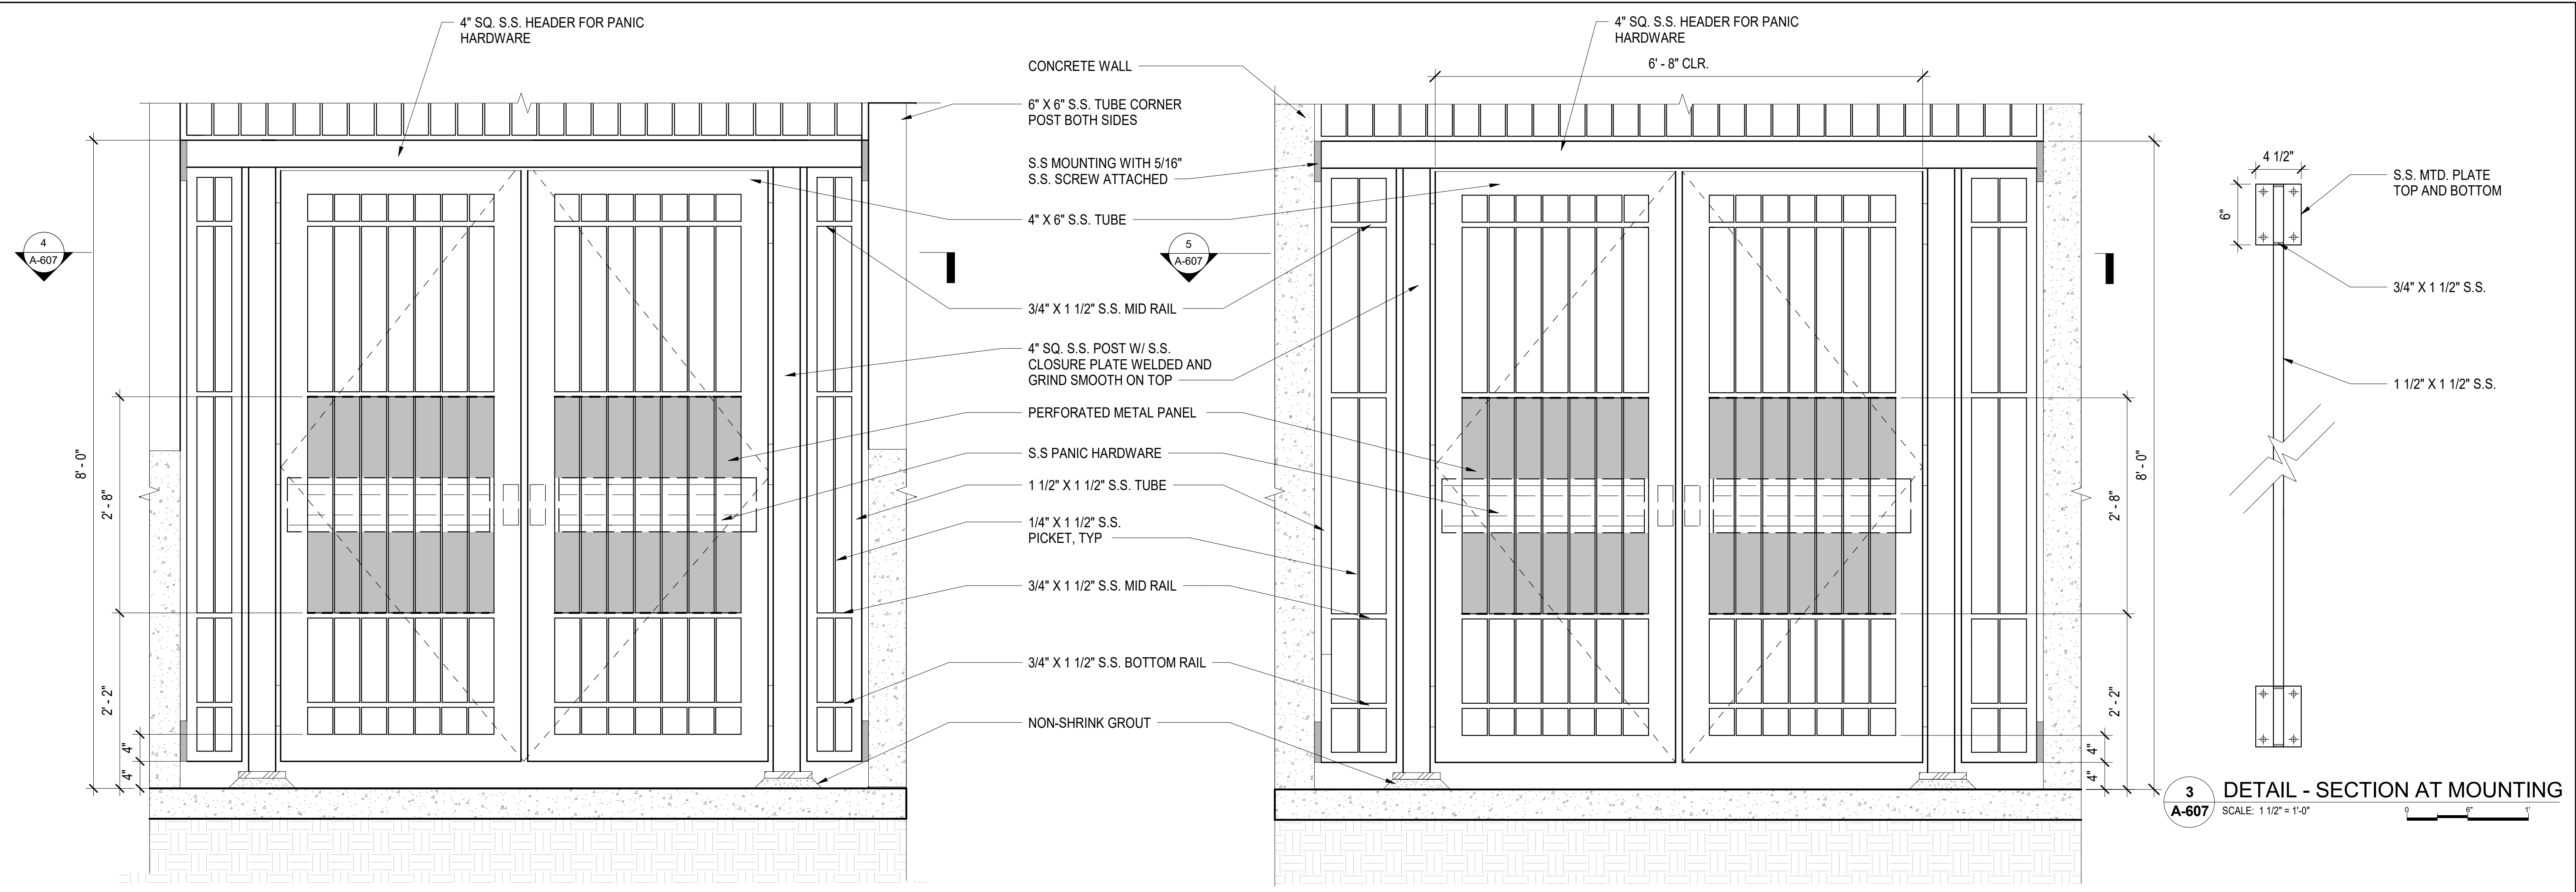 4" SQ. S.S. HEADER FOR PANIC
HARDWARE
4
A-607
8' - 0"
2' - 8"
2' - 2"
4"
4"
CONCRETE WALL
6" X 6" S.S. TUBE CORNER
POST BOTH SIDES
S.S MOUNTING WITH 5/16"
S.S. SCREW ATTACHED
4" X 6" S.S. TUBE
3/4" X 1 1/2" S.S. MID RAIL
4" SQ. S.S. POST W/ S.S.
CLOSURE PLATE WELDED AND
GRIND SMOOTH ON TOP
PERFORATED METAL PANEL
S.S PANIC HARDWARE
1 1/2" X 1 1/2" S.S. TUBE
1/4" X 1 1/2" S.S.
PICKET, TYP
3/4" X 1 1/2" S.S. MID RAIL
3/4" X 1 1/2" S.S. BOTTOM RAIL
NON-SHRINK GROUT
4" SQ. S.S. HEADER FOR PANIC
HARDWARE
6' - 8" CLR.
5
A-607
8' - 0"
2' - 8"
2' - 2"
4"
4"
4 1/2"
6"
S.S. MTD. PLATE
TOP AND BOTTOM
3/4" X 1 1/2" S.S.
1 1/2" X 1 1/2" S.S.
3
A-607
DETAIL - SECTION AT MOUNTING
SCALE: 1 1/2" = 1'-0"
0 6" 1'